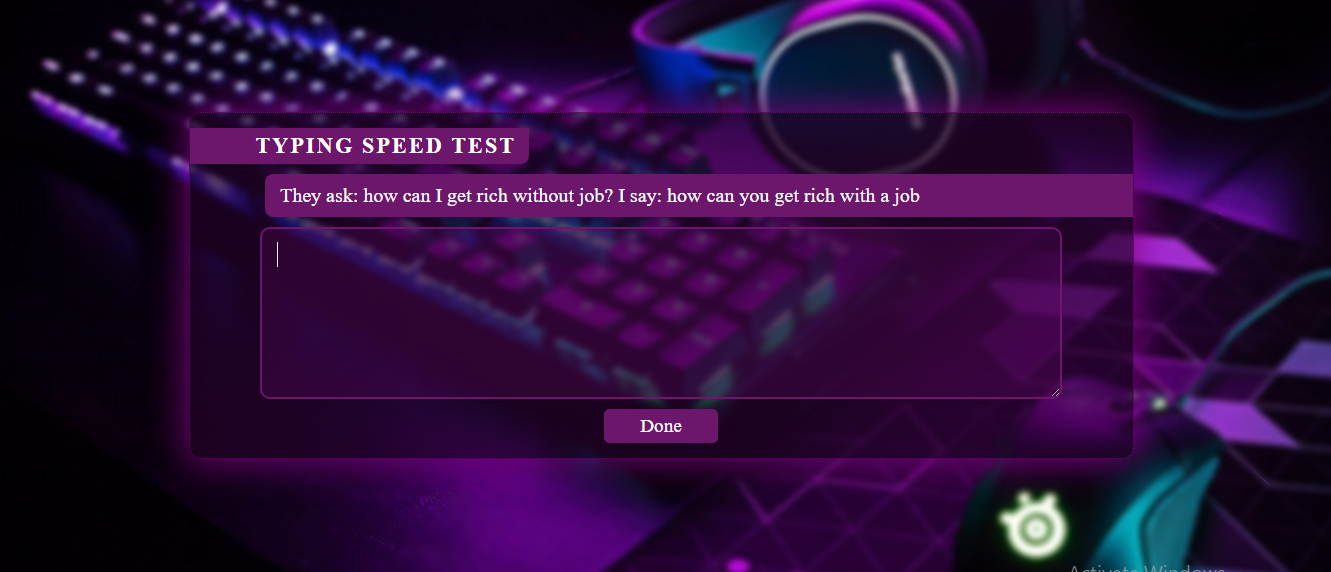 TYPING SPEED TEST
They ask: how can I get rich without job? I say: how can you get rich with a job
Done
Activate Windows